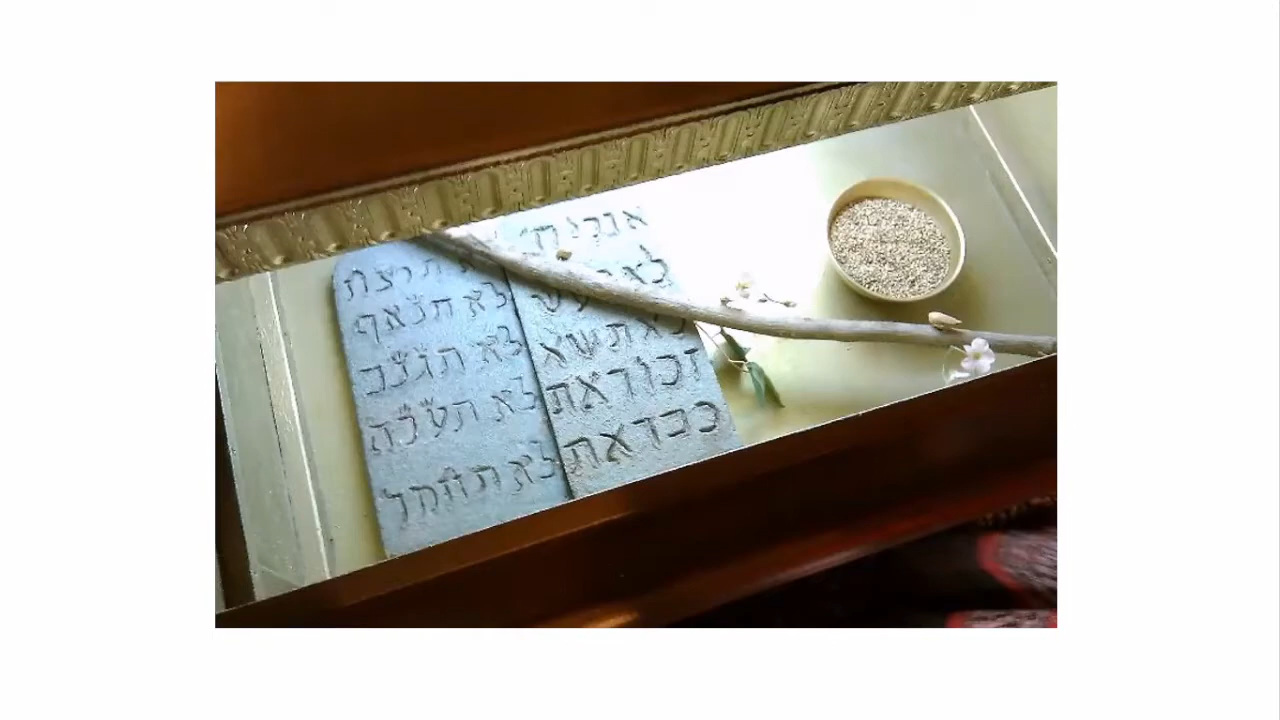 אנכי ה׳
לא
לא תשא
זכור את
כבד את
לא תרצח
לא תנאף
לא תגנב
לא תענה
לא תחמד